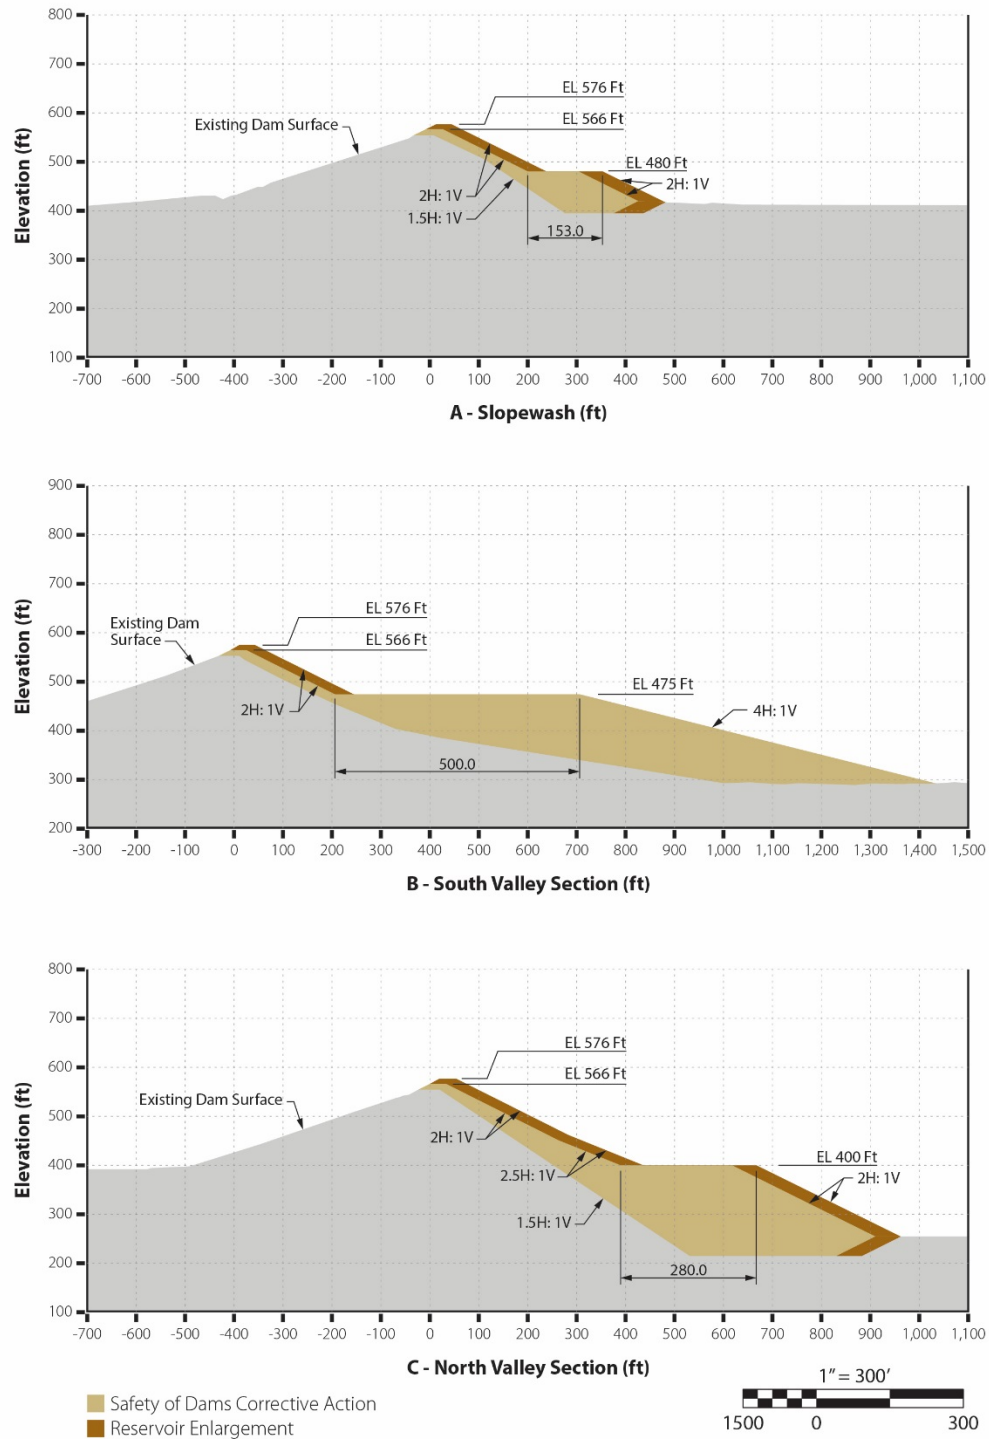 800
700
600
500
400
300
200
100
Elevation (ft)
EL 576 Ft
EL 566 Ft
Existing Dam Surface
EL 480 Ft
2H: 1V
2H: 1V
1.5H: 1V
153.0
-700 -600 -500 -400 -300 -200 -100 0 100 200 300 400 500 600 700 800 900 1,000 1,100
A - Slopewash (ft)
900
800
700
600
500
400
300
200
Elevation (ft)
EL 576 Ft
EL 566 Ft
Existing Dam
Surface
EL 475 Ft
2H: 1V
4H: 1V
500.0
-300 -200 -100 0 100 200 300 400 400 600 700 800 900 1,000 1,100 1,200 1,300 1,400 1,500
B - South Valley Section (ft)
800
700
600
500
400
300
200
100
Elevation (ft)
EL 576 Ft
EL 566 Ft
Existing Dam Surface
2H: 1V
EL 400 Ft
2.5H: 1V
2H: 1V
1.5H: 1V
280.0
-700 -600 -500 -400 -300 -200 -100 0 100 200 300 400 500 600 700 800 900 1,000 1,100
C - North Valley Section (ft)
Safety of Dams Corrective Action
Reservoir Enlargement
1" = 300'
1500 0 300